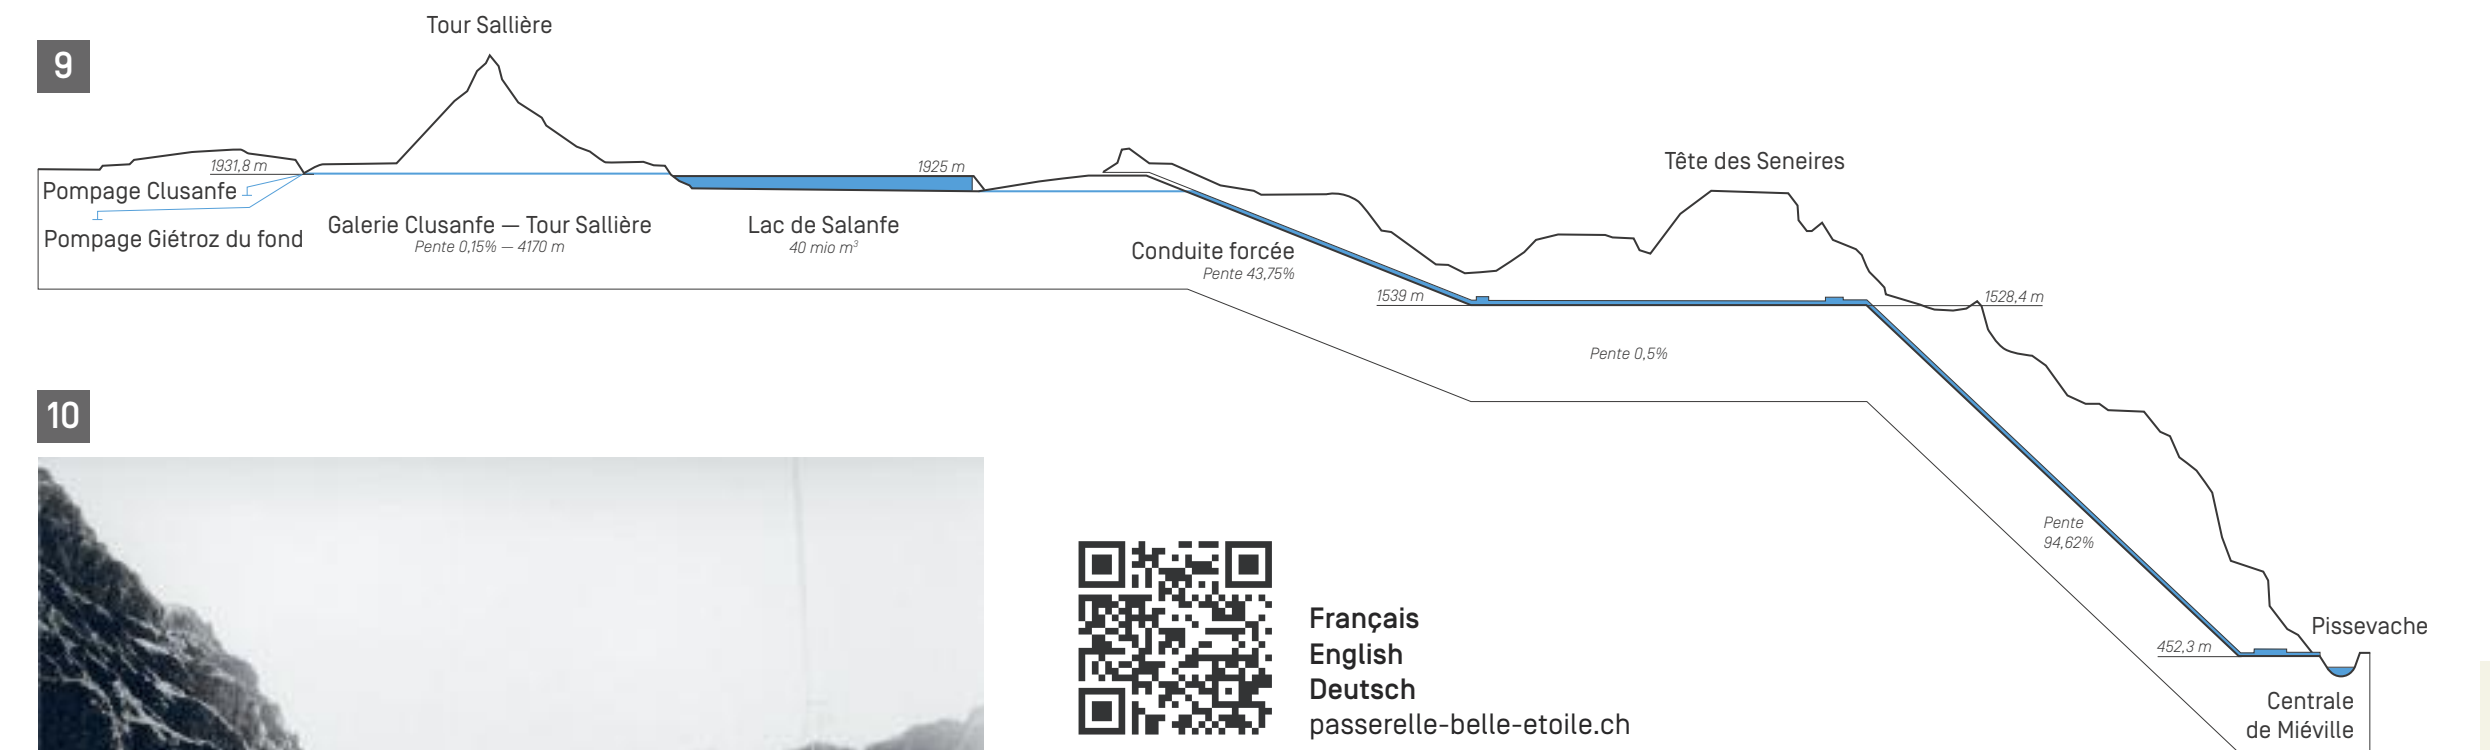 9
Tour Sallière
1931,8 m
Pompage Clusanfe
Pompage Giétroz du fond
Galerie Clusanfe — Tour Sallière
Pente 0,15% — 4170 m
1925 m
Lac de Salanfe
40 mio m³
Conduite forcée
Pente 43,75%
Tête des Seneires
1539 m
1528,4 m
Pente 0,5%
Pente
94,62%
452,3 m
Pissevache
Centrale
de Miéville
10
Français
English
Deutsch
passerelle-belle-etoile.ch